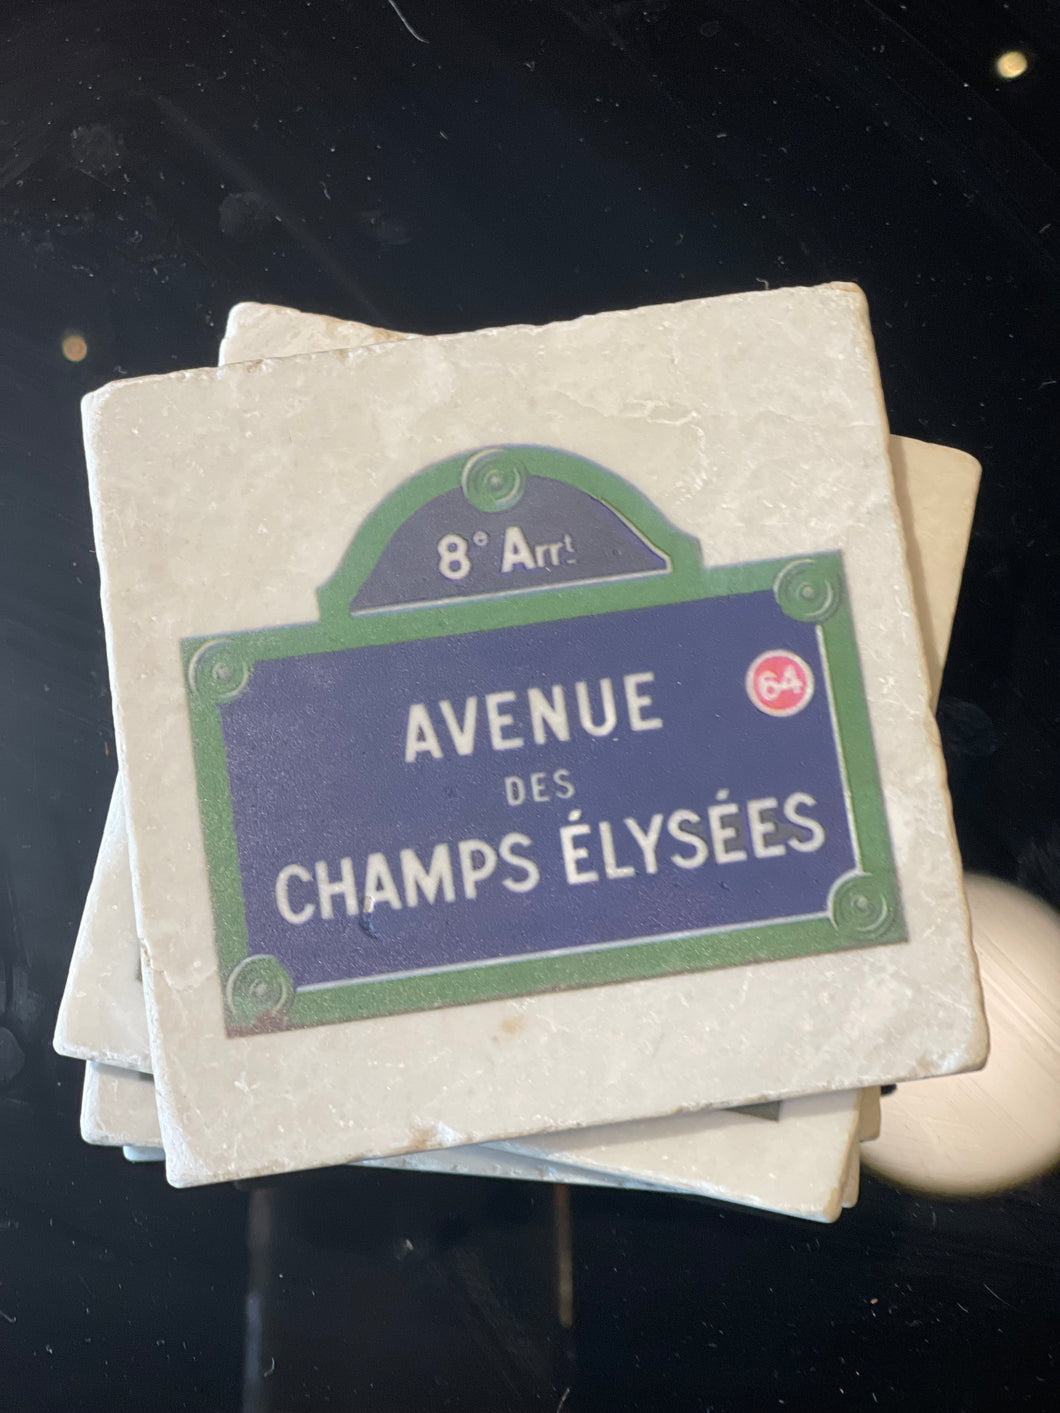 8e Arrt
64
AVENUE
DES
CHAMPS ÉLYSÉES